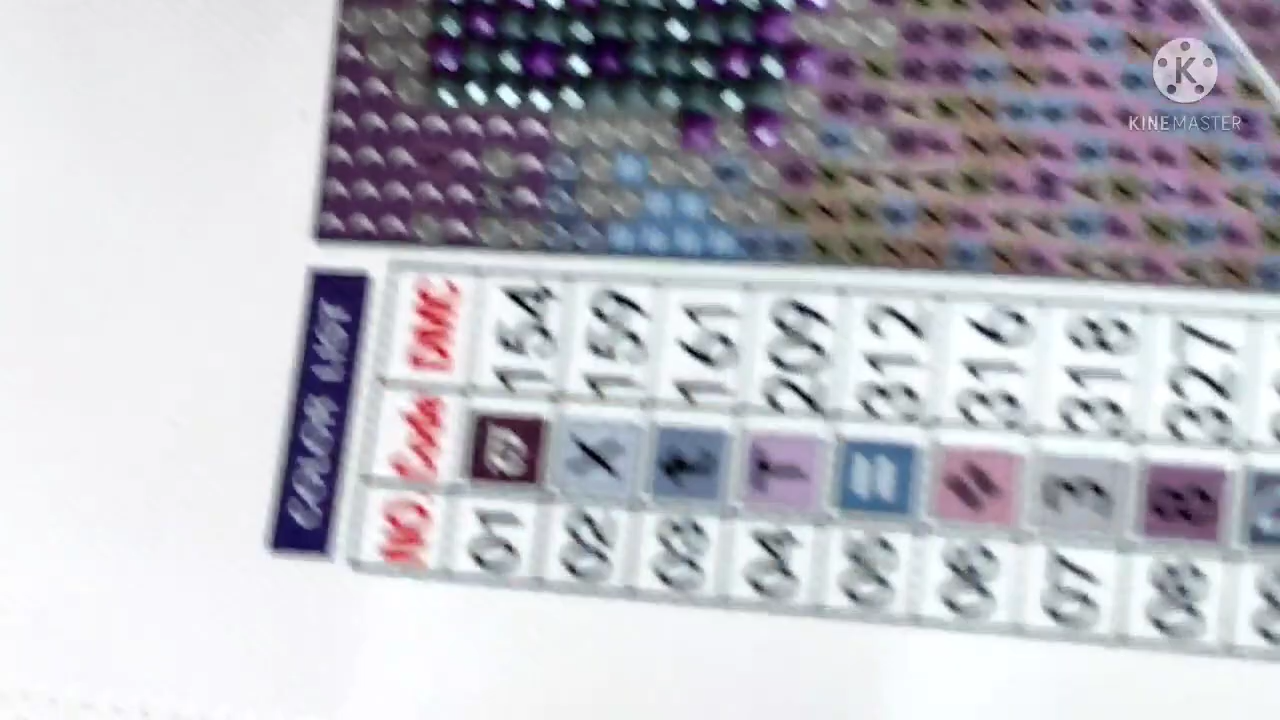 COLOR LIST
NO. Code DMC
01 154
02 159
03 161
04 T 209
05 312
06 316
07 3 318
08 327
KINEMASTER